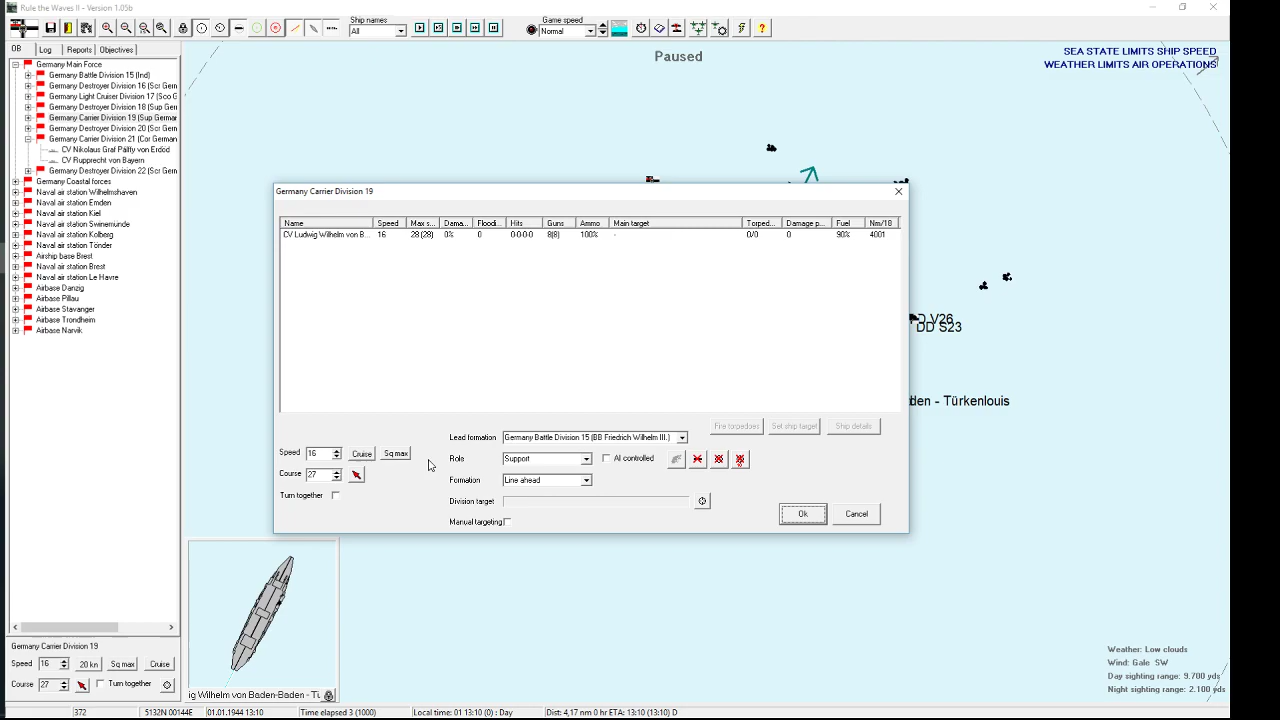 Rule the Waves II - Version 1.05b
Ship names
All
Game speed
Normal
OB Log Reports Objectives
Paused
SEA STATE LIMITS SHIP SPEED
WEATHER LIMITS AIR OPERATIONS
Germany Main Force
Germany Battle Division 15 (Ind)
Germany Destroyer Division 16 (Scr Germ
Germany Light Cruiser Division 17 (Sco G
Germany Destroyer Division 18 (Sup Germ
Germany Carrier Division 19 (Sup German
Germany Destroyer Division 20 (Scr Germ
Germany Carrier Division 21 (Cor German
CV Nikolaus Graf Pálffy von Erdöd
CV Rupprecht von Bayern
Germany Destroyer Division 22 (Scr Germ
Germany Coastal forces
Naval air station Wilhelmshaven
Naval air station Emden
Naval air station Kiel
Naval air station Swinemünde
Naval air station Kolberg
Naval air station Tönder
Airship base Brest
Naval air station Brest
Naval air station Le Havre
Airbase Danzig
Airbase Pillau
Airbase Stavanger
Airbase Trondheim
Airbase Narvik
Germany Carrier Division 19
Name Speed Max s... Dama... Floodi... Hits Guns Ammo Main target Torped... Damage p... Fuel Nm/18
CV Ludwig Wilhelm von B... 16 28 (28) 0% 0 0-0-0-0 8(8) 100% - 0/0 0 90% 4001
D V26
DD S23
den - Türkenlouis
Fire torpedoes Set ship target Ship details
Lead formation Germany Battle Division 15 (BB Friedrich Wilhelm III.)
Speed 16 Cruise Sq max
Role Support AI controlled
Course 27
Formation Line ahead
Turn together
Division target
Manual targeting
Ok Cancel
Germany Carrier Division 19
Speed 16 20 kn Sq max Cruise
Course 27 Turn together
ig Wilhelm von Baden-Baden - Tü
Weather: Low clouds
Wind: Gale SW
Day sighting range: 9.700 yds
Night sighting range: 2.100 yds
372 5132N 00144E 01.01.1944 13:10 Time elapsed 3 (1000) Local time: 01 13:10 (0) : Day Dist: 4,17 nm 0 hr ETA: 13:10 (13:10) D